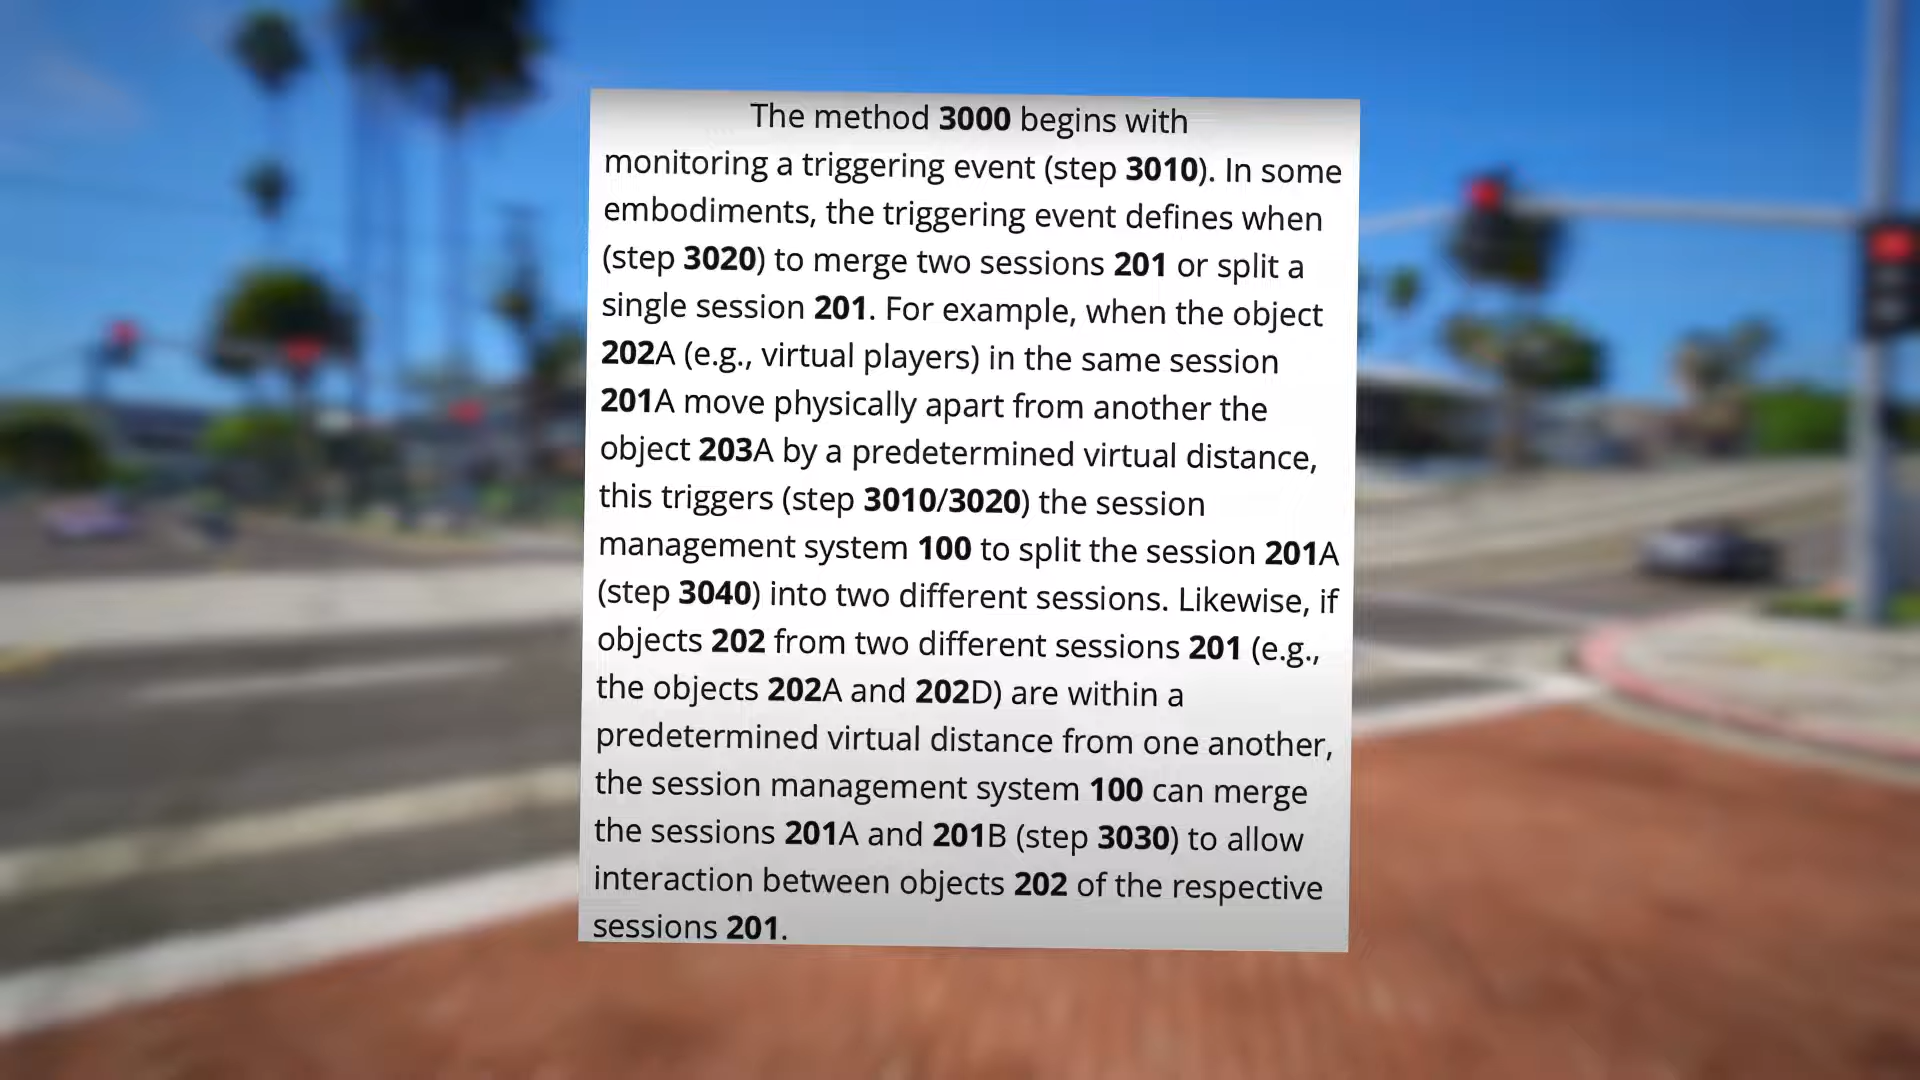 The method 3000 begins with
monitoring a triggering event (step 3010). In some
embodiments, the triggering event defines when
(step 3020) to merge two sessions 201 or split a
single session 201. For example, when the object
202A (e.g., virtual players) in the same session
201A move physically apart from another the
object 203A by a predetermined virtual distance,
this triggers (step 3010/3020) the session
management system 100 to split the session 201A
(step 3040) into two different sessions. Likewise, if
objects 202 from two different sessions 201 (e.g.,
the objects 202A and 202D) are within a
predetermined virtual distance from one another,
the session management system 100 can merge
the sessions 201A and 201B (step 3030) to allow
interaction between objects 202 of the respective
sessions 201.